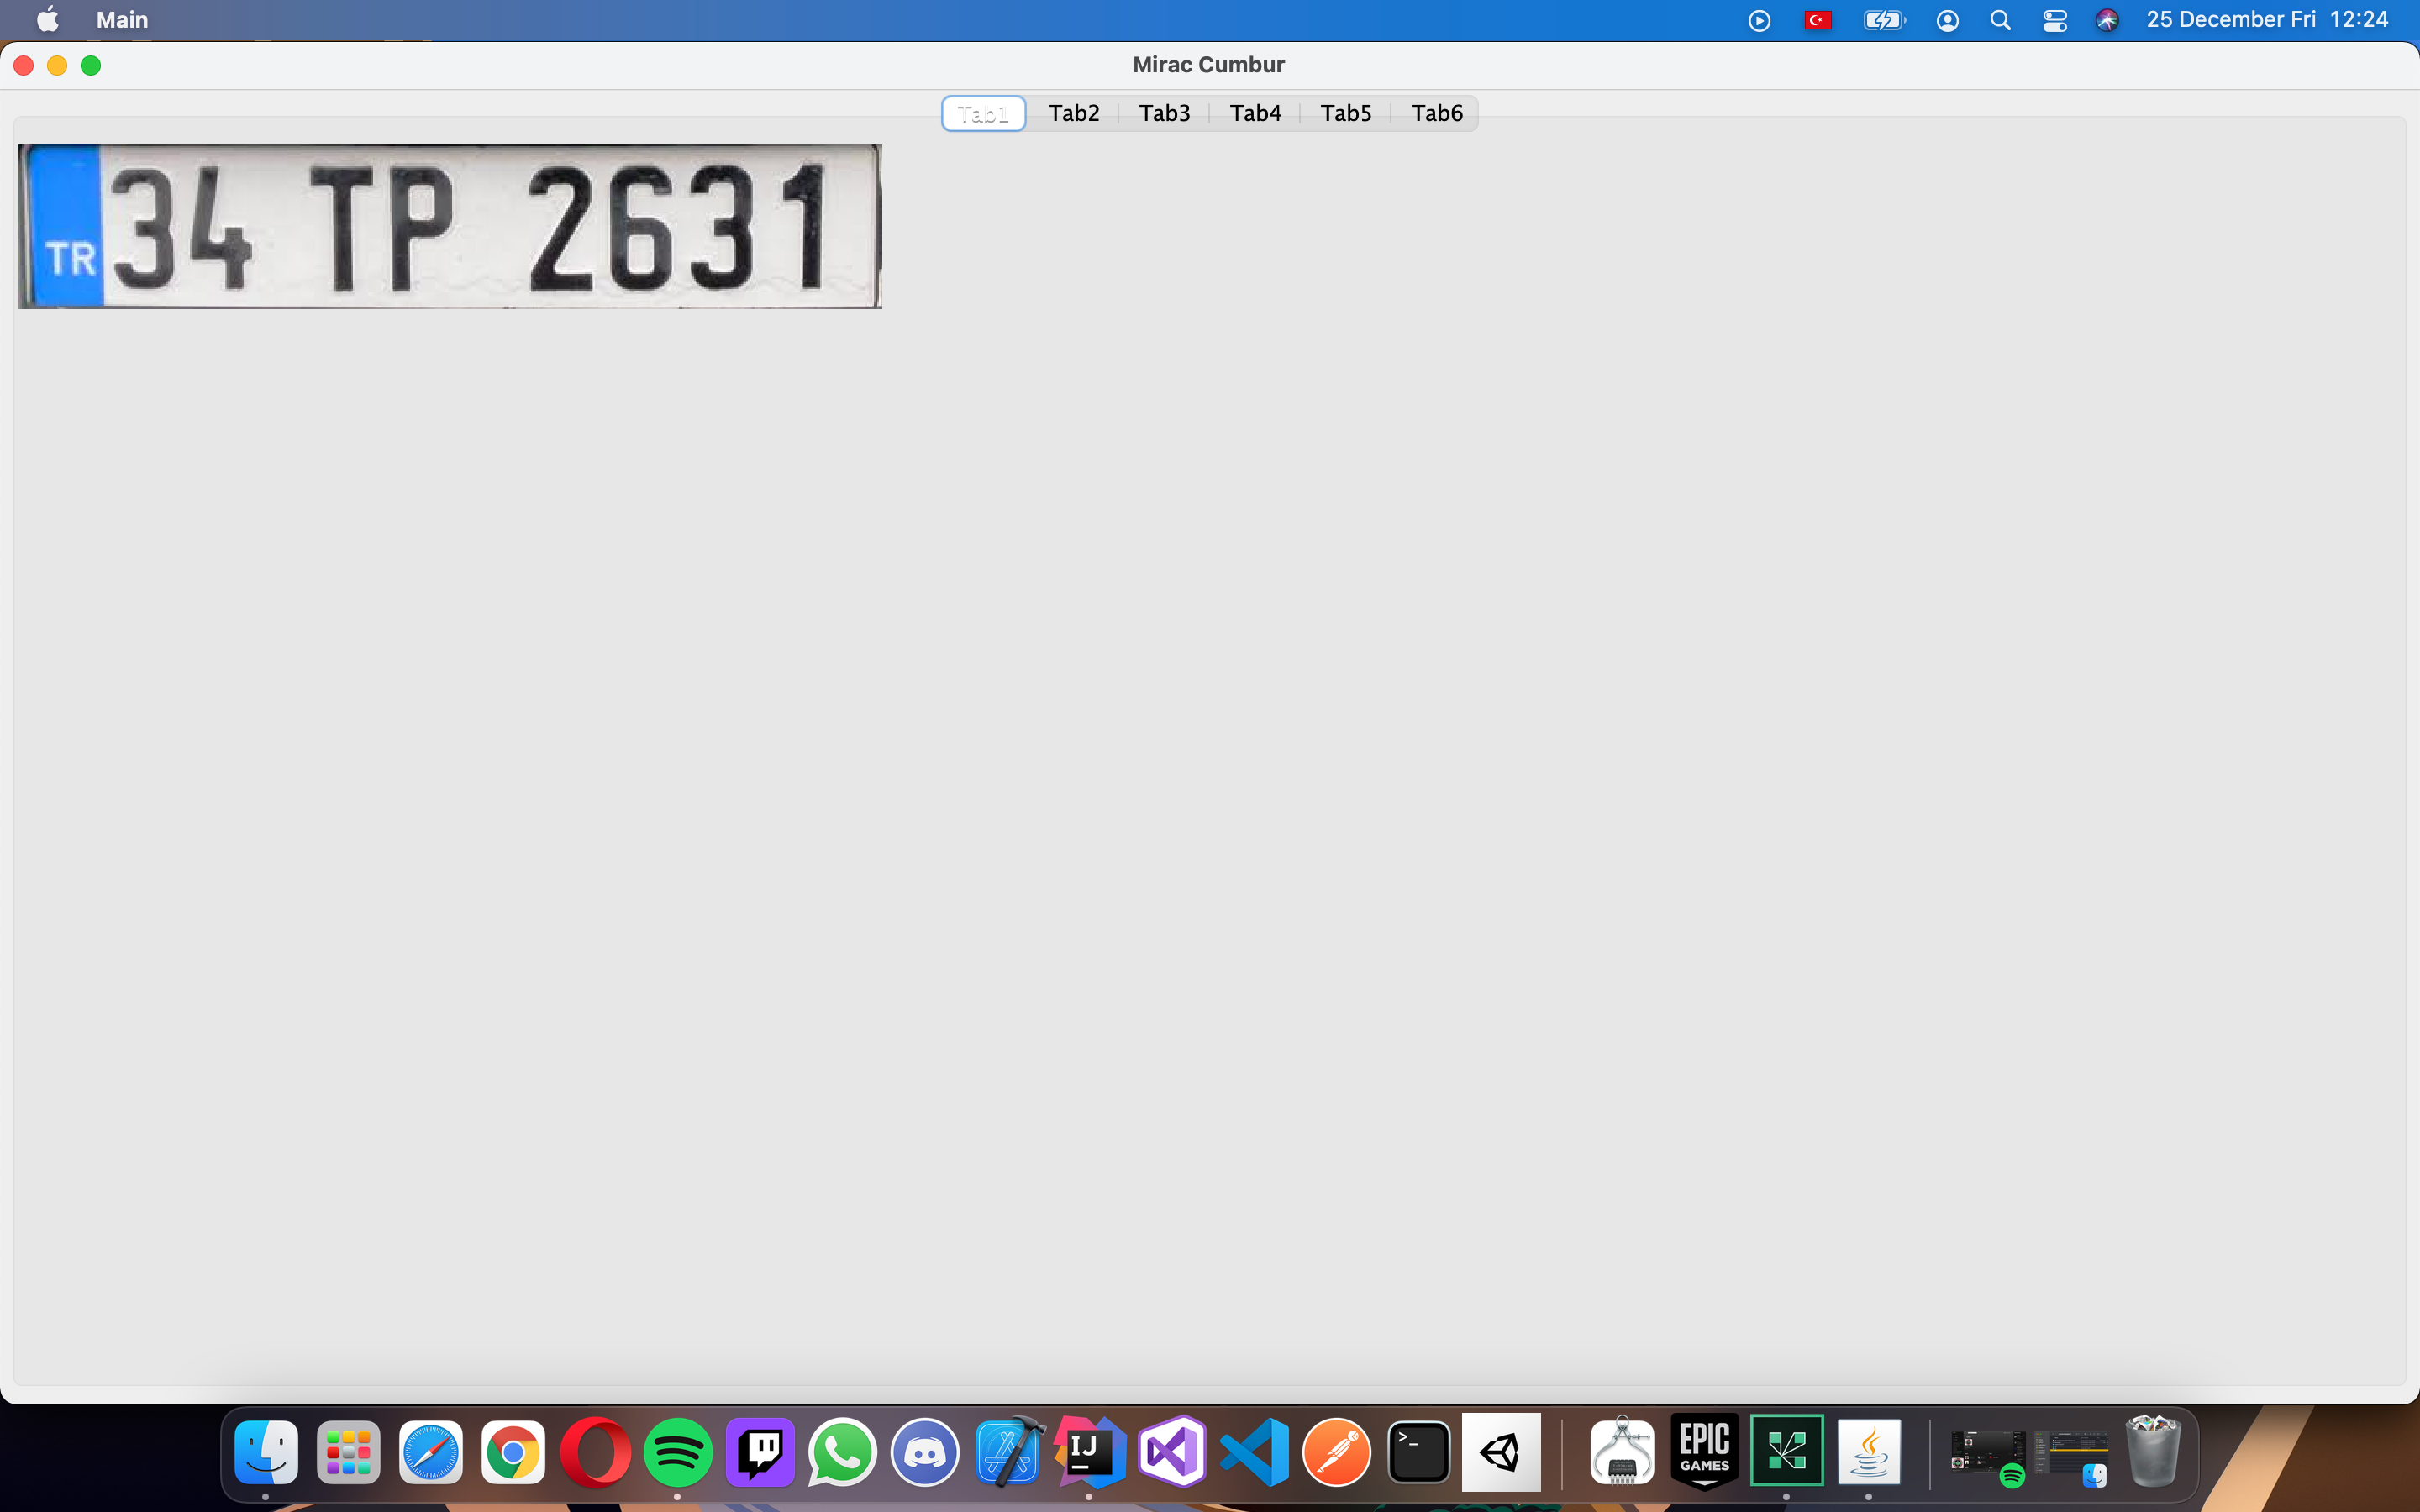 Main
25 December Fri 12:24
Mirac Cumbur
Tab1 Tab2 Tab3 Tab4 Tab5 Tab6
TR 34 TP 2631
IJ
>_
EPIC
GAMES